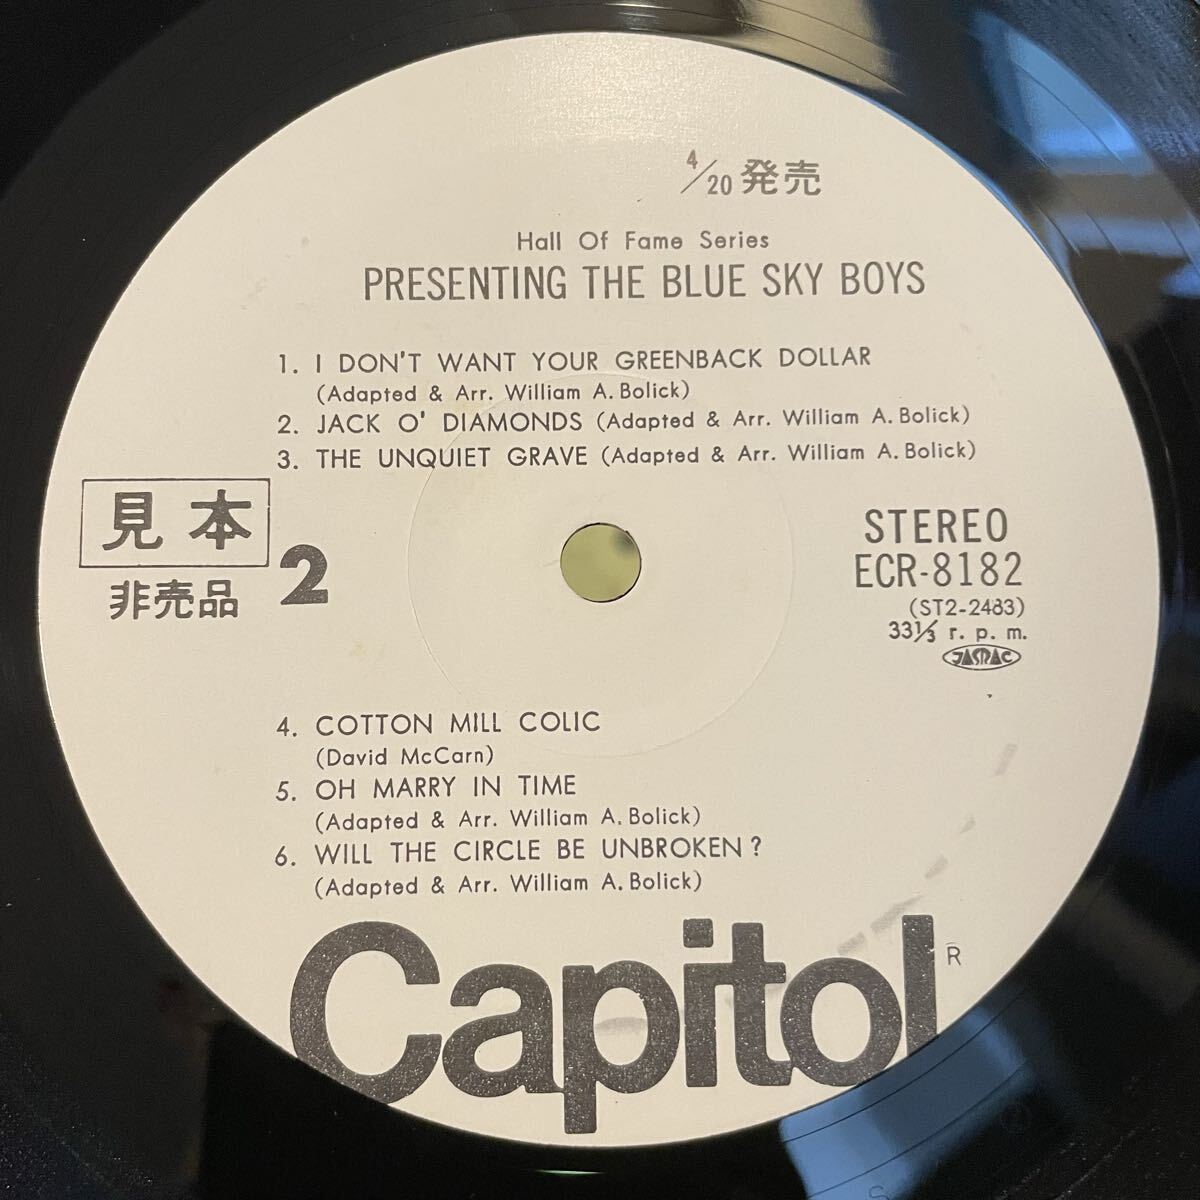 4/20発売
Hall Of Fame Series
PRESENTING THE BLUE SKY BOYS
1. I DON'T WANT YOUR GREENBACK DOLLAR
(Adapted & Arr. William A. Bolick)
2. JACK O' DIAMONDS (Adapted & Arr. William A. Bolick)
3. THE UNQUIET GRAVE (Adapted & Arr. William A. Bolick)
見本
非売品
2
STEREO
ECR-8182
(ST2-2483)
33⅓ r. p. m.
JASRAC
4. COTTON MILL COLIC
(David McCarn)
5. OH MARRY IN TIME
(Adapted & Arr. William A. Bolick)
6. WILL THE CIRCLE BE UNBROKEN?
(Adapted & Arr. William A. Bolick)
Capitol R